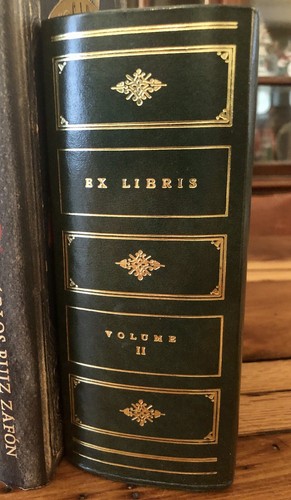 EX LIBRIS
VOLUME
II
RUIZ ZAFÓN